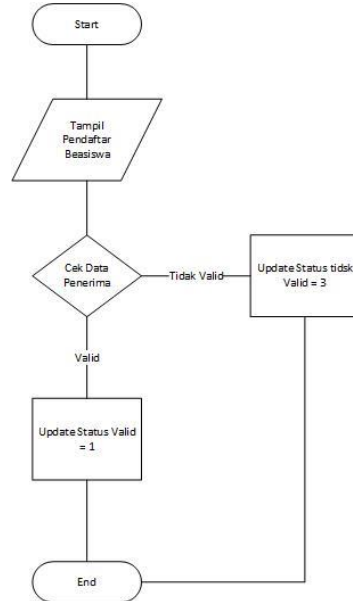 Start
Tampil
Pendaftar
Beasiswa
Cek Data
Penerima
Tidak Valid
Update Status tidsk
Valid = 3
Valid
Update Status Valid
= 1
End